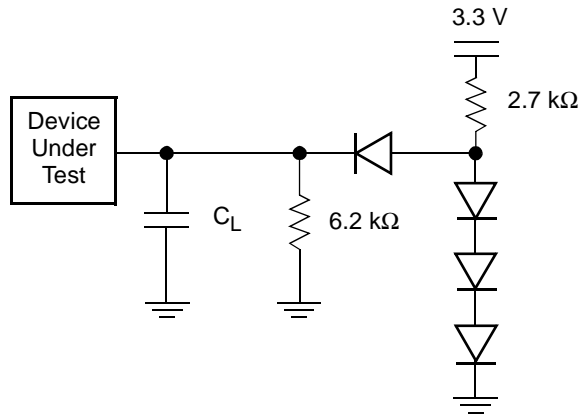 3.3 V
2.7 kΩ
Device
Under
Test
C_L
6.2 kΩ